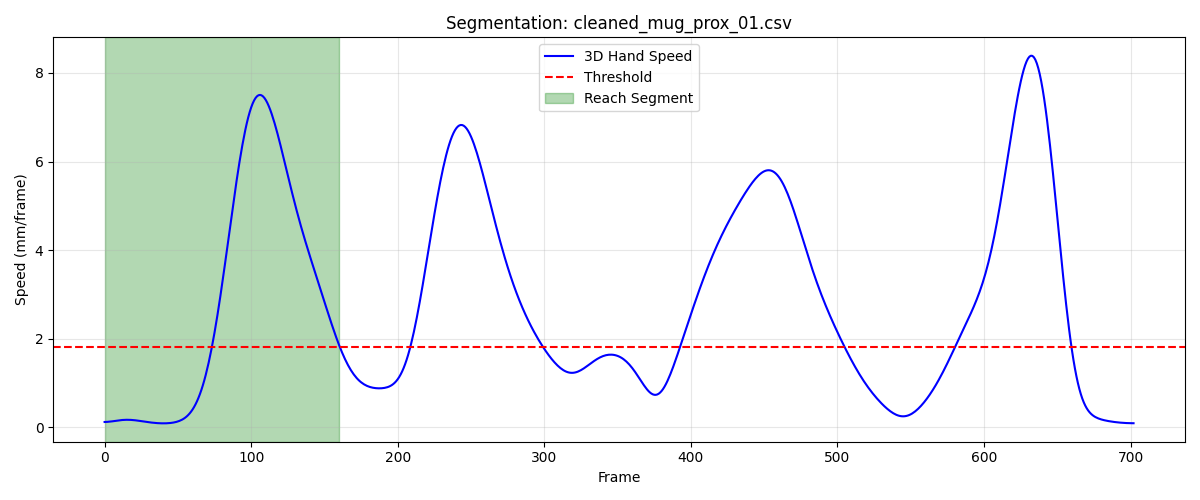 Segmentation: cleaned_mug_prox_01.csv
3D Hand Speed
Threshold
Reach Segment
Speed (mm/frame)
8
6
4
2
0
0 100 200 300 400 500 600 700
Frame